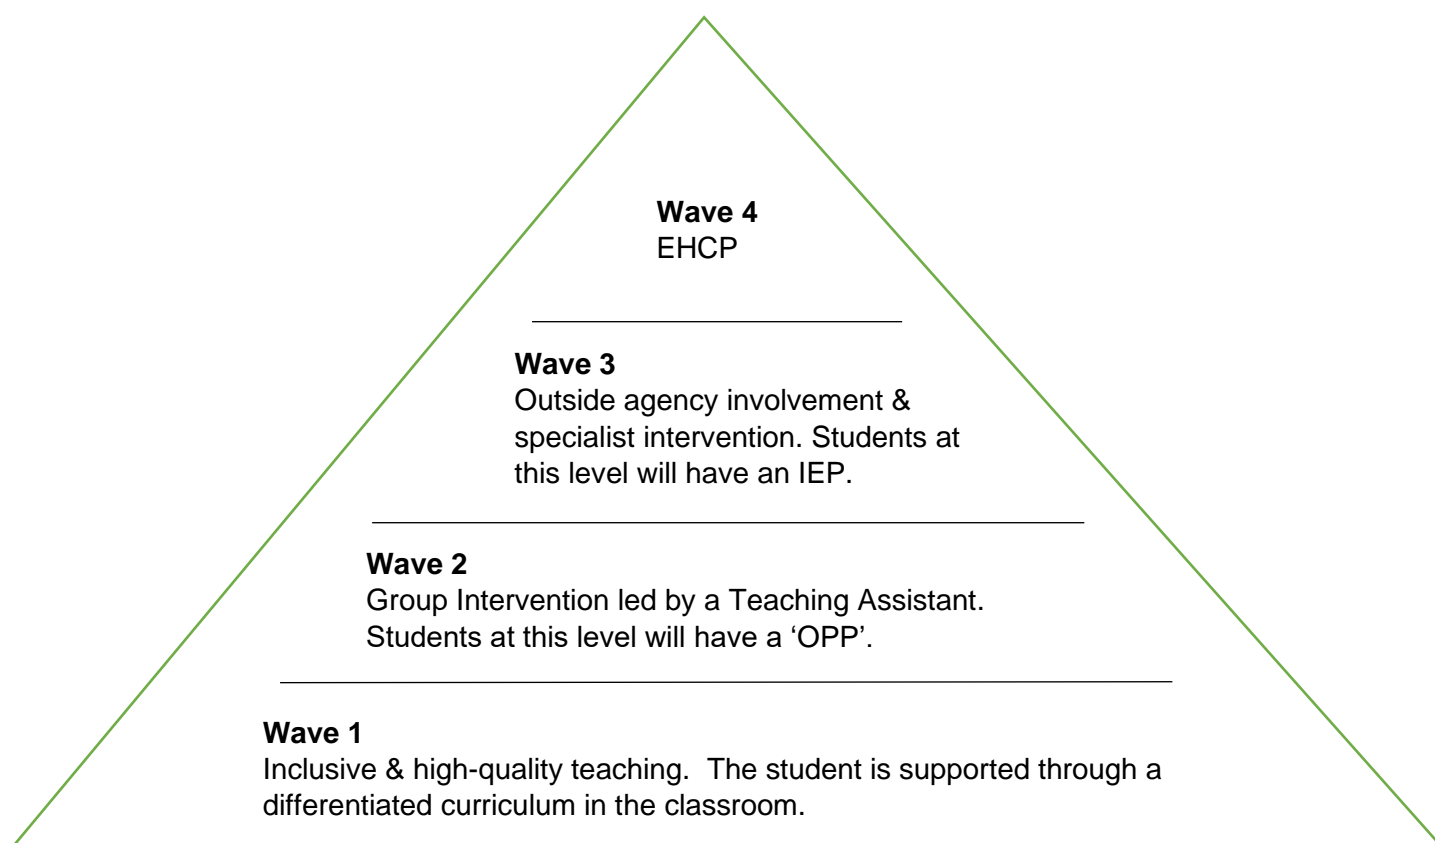 Wave 4
EHCP
Wave 3
Outside agency involvement &
specialist intervention. Students at
this level will have an IEP.
Wave 2
Group Intervention led by a Teaching Assistant.
Students at this level will have a ‘OPP’.
Wave 1
Inclusive & high-quality teaching.  The student is supported through a
differentiated curriculum in the classroom.